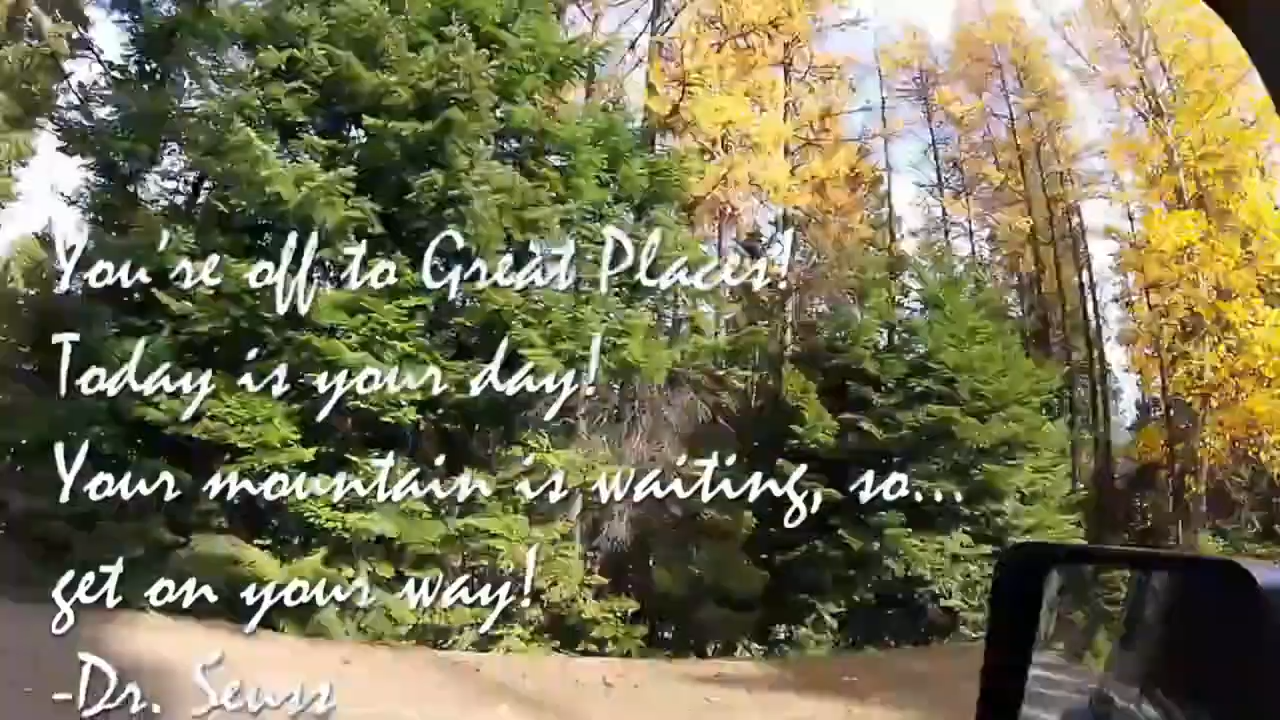 You're off to Great Places!
Today is your day!
Your mountain is waiting, so...
get on your way!
-Dr. Seuss